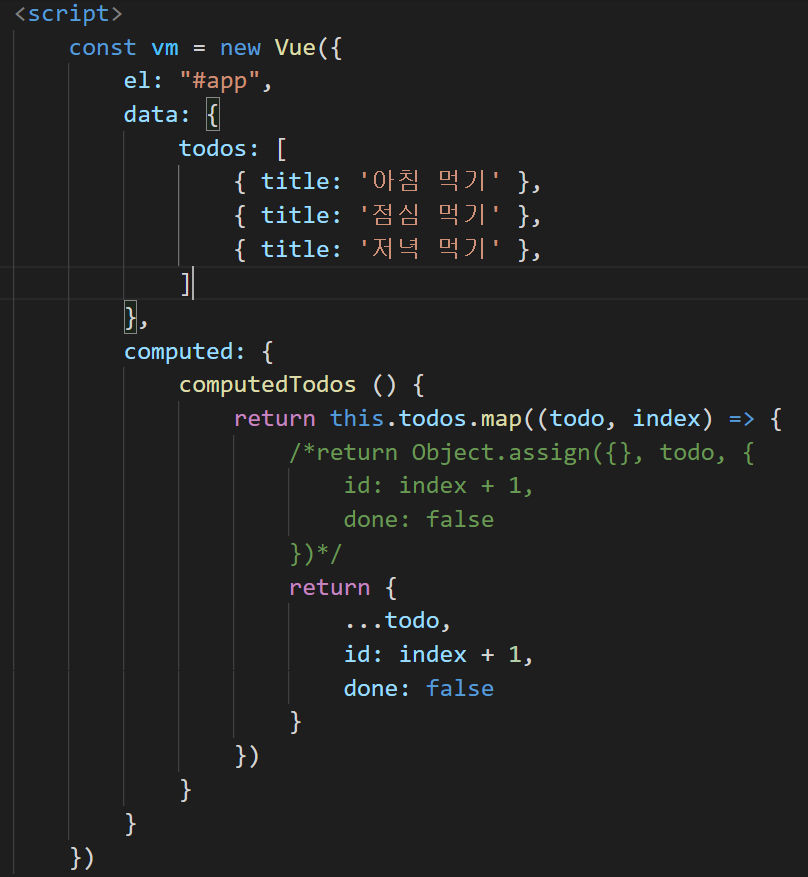 <script>
    const vm = new Vue({
        el: "#app",
        data: {
            todos: [
                { title: '아침 먹기' },
                { title: '점심 먹기' },
                { title: '저녁 먹기' },
            ]
        },
        computed: {
            computedTodos () {
                return this.todos.map((todo, index) => {
                    /*return Object.assign({}, todo, {
                        id: index + 1,
                        done: false
                    })*/
                    return {
                        ...todo,
                        id: index + 1,
                        done: false
                    }
                })
            }
        }
    })